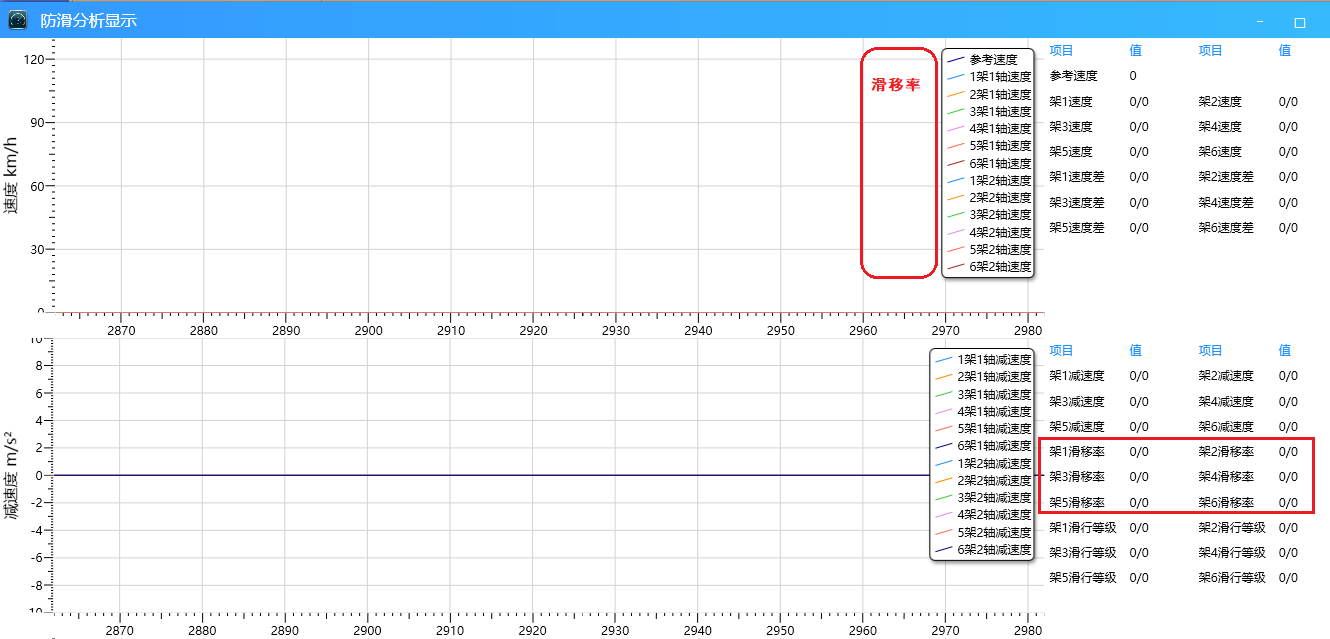 防滑分析显示
速度 km/h
120
90
60
30
0
2870 2880 2890 2900 2910 2920 2930 2940 2950 2960 2970 2980
滑移率
参考速度
1架1轴速度
2架1轴速度
3架1轴速度
4架1轴速度
5架1轴速度
6架1轴速度
1架2轴速度
2架2轴速度
3架2轴速度
4架2轴速度
5架2轴速度
6架2轴速度
项目 值 项目 值
参考速度 0
架1速度 0/0 架2速度 0/0
架3速度 0/0 架4速度 0/0
架5速度 0/0 架6速度 0/0
架1速度差 0/0 架2速度差 0/0
架3速度差 0/0 架4速度差 0/0
架5速度差 0/0 架6速度差 0/0
减速度 m/s²
10
8
6
4
2
0
-2
-4
-6
-8
-10
2870 2880 2890 2900 2910 2920 2930 2940 2950 2960 2970 2980
1架1轴减速度
2架1轴减速度
3架1轴减速度
4架1轴减速度
5架1轴减速度
6架1轴减速度
1架2轴减速度
2架2轴减速度
3架2轴减速度
4架2轴减速度
5架2轴减速度
6架2轴减速度
项目 值 项目 值
架1减速度 0/0 架2减速度 0/0
架3减速度 0/0 架4减速度 0/0
架5减速度 0/0 架6减速度 0/0
架1滑移率 0/0 架2滑移率 0/0
架3滑移率 0/0 架4滑移率 0/0
架5滑移率 0/0 架6滑移率 0/0
架1滑行等级 0/0 架2滑行等级 0/0
架3滑行等级 0/0 架4滑行等级 0/0
架5滑行等级 0/0 架6滑行等级 0/0